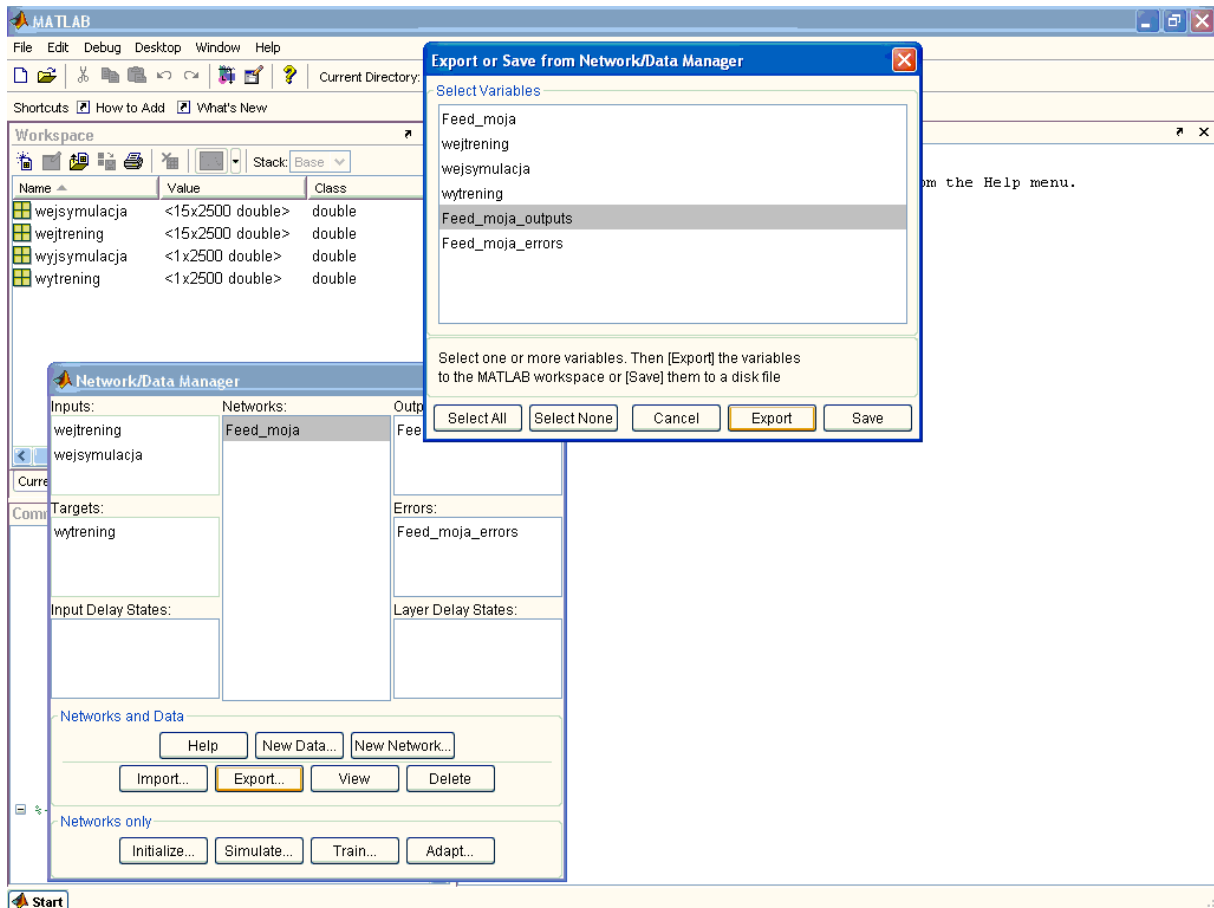 MATLAB
File Edit Debug Desktop Window Help
Current Directory:
Shortcuts How to Add What's New
Workspace
Stack: Base
Name Value Class
wejsymulacja <15x2500 double> double
wejtrening <15x2500 double> double
wyjsymulacja <1x2500 double> double
wytrening <1x2500 double> double
Export or Save from Network/Data Manager
Select Variables
Feed_moja
wejtrening
wejsymulacja
wytrening
Feed_moja_outputs
Feed_moja_errors
Select one or more variables. Then [Export] the variables
to the MATLAB workspace or [Save] them to a disk file
Select All Select None Cancel Export Save
om the Help menu.
Network/Data Manager
Inputs: Networks: Outp
wejtrening Feed_moja Fee
wejsymulacja
Curre
Comm
Targets: Errors:
wytrening Feed_moja_errors
Input Delay States: Layer Delay States:
Networks and Data
Help New Data... New Network...
Import... Export... View Delete
%-
Networks only
Initialize... Simulate... Train... Adapt...
Start